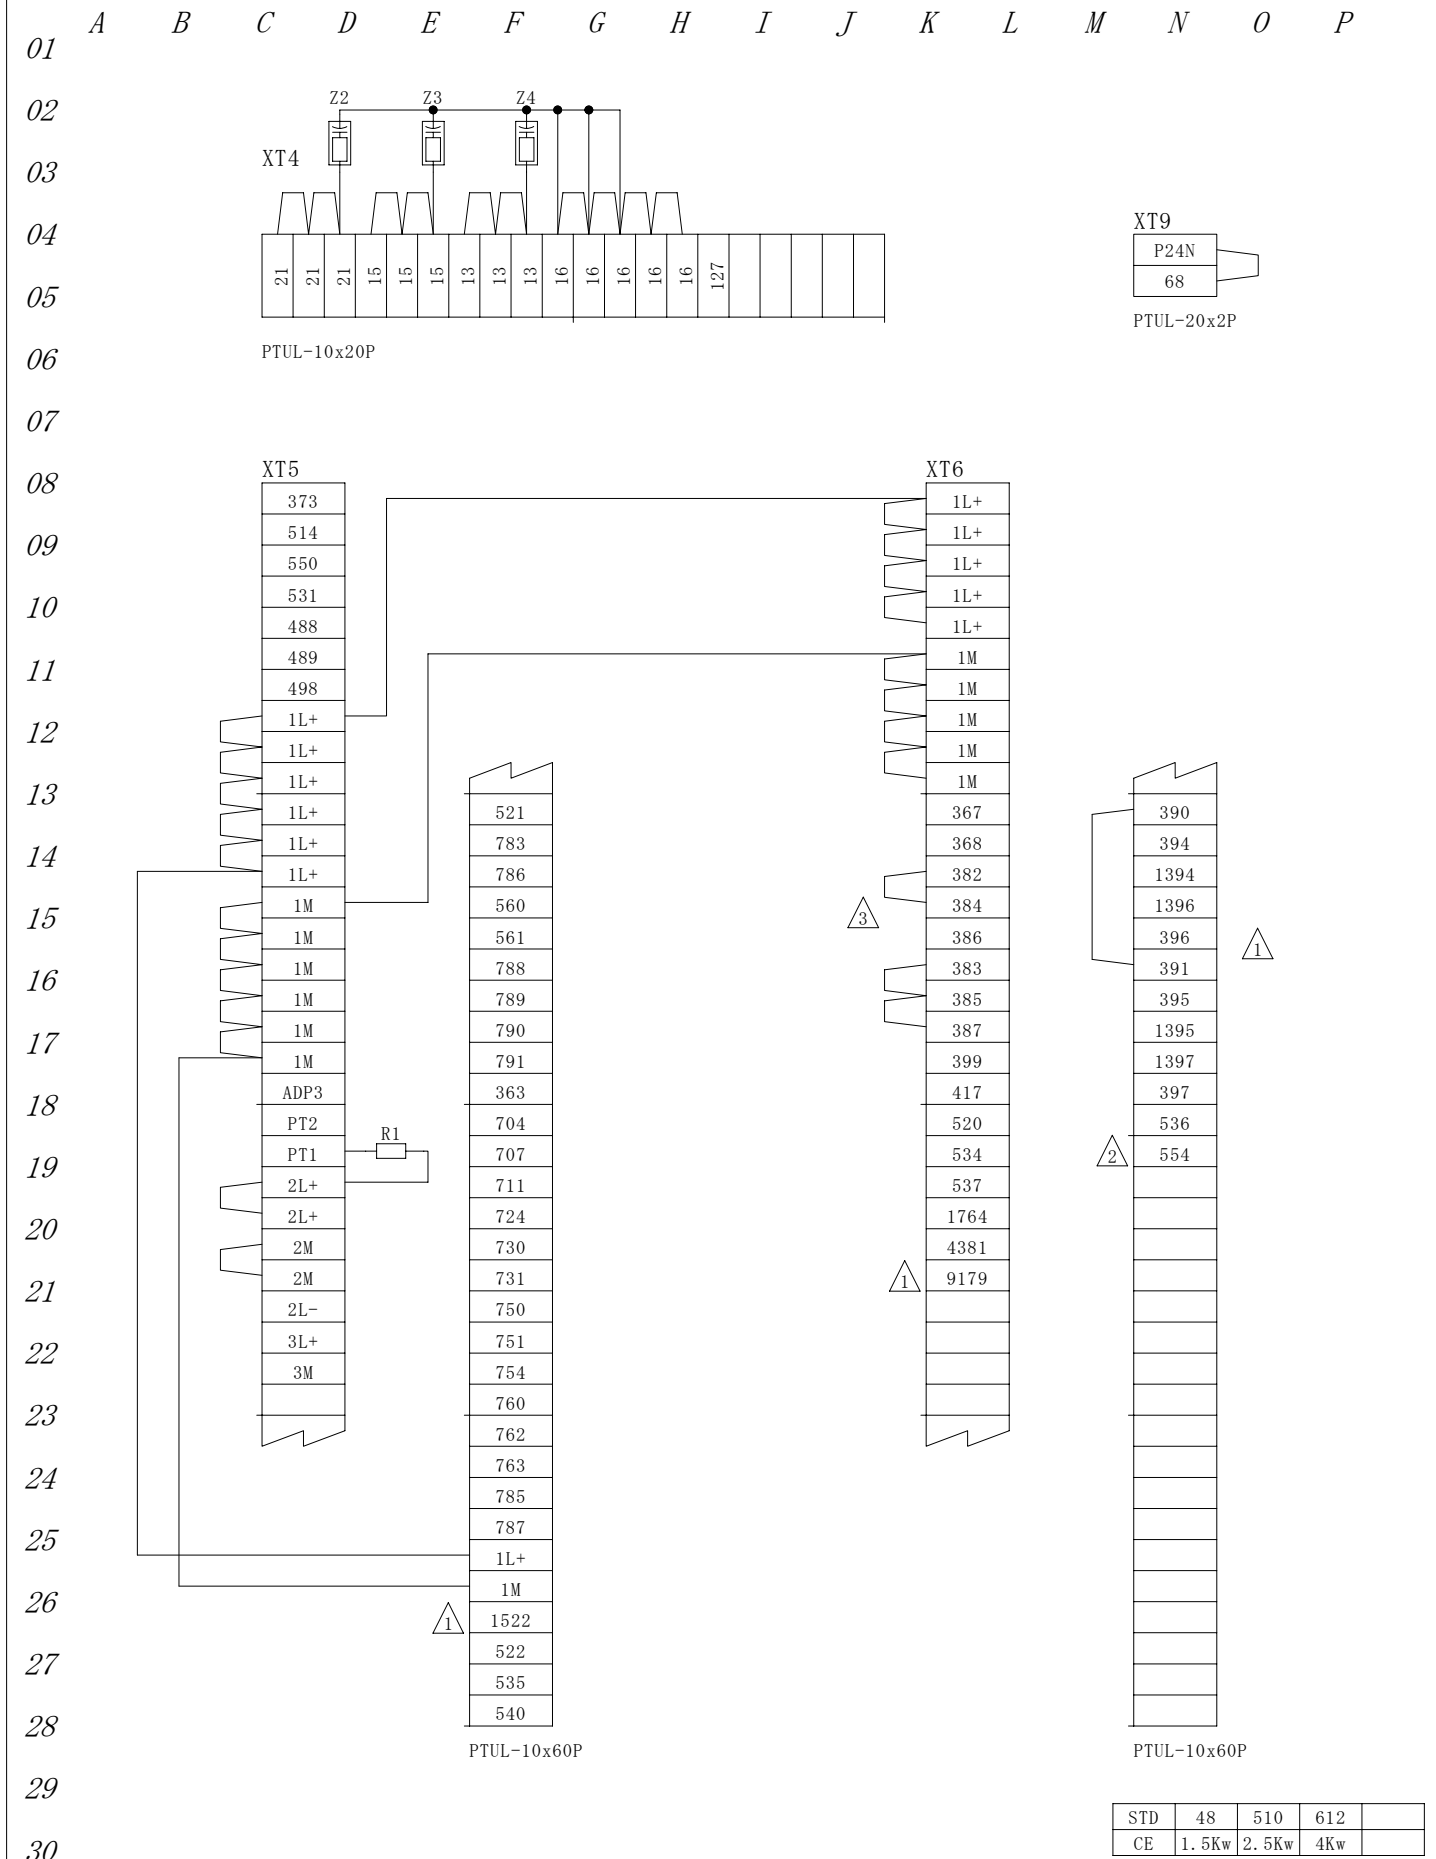 A B C D E F G H I J K L M N O P
01
02
03
04
05
06
07
08
09
10
11
12
13
14
15
16
17
18
19
20
21
22
23
24
25
26
27
28
29
30
Z2 Z3 Z4
XT4
21 21 21 15 15 15 13 13 13 16 16 16 16 16 127
PTUL-10x20P
XT9
P24N
68
PTUL-20x2P
XT5
373
514
550
531
488
489
498
1L+
1L+
1L+
1L+
1L+
1L+
1M
1M
1M
1M
1M
1M
ADP3
PT2
PT1
2L+
2L+
2M
2M
2L-
3L+
3M
R1
521
783
786
560
561
788
789
790
791
363
704
707
711
724
730
731
750
751
754
760
762
763
785
787
1L+
1M
1522
522
535
540
1
PTUL-10x60P
XT6
1L+
1L+
1L+
1L+
1L+
1M
1M
1M
1M
1M
367
368
382
384
386
383
385
387
399
417
520
534
537
1764
4381
9179
3
1
390
394
1394
1396
396
391
395
1395
1397
397
536
554
1
2
PTUL-10x60P
STD 48 510 612
CE 1.5Kw 2.5Kw 4Kw